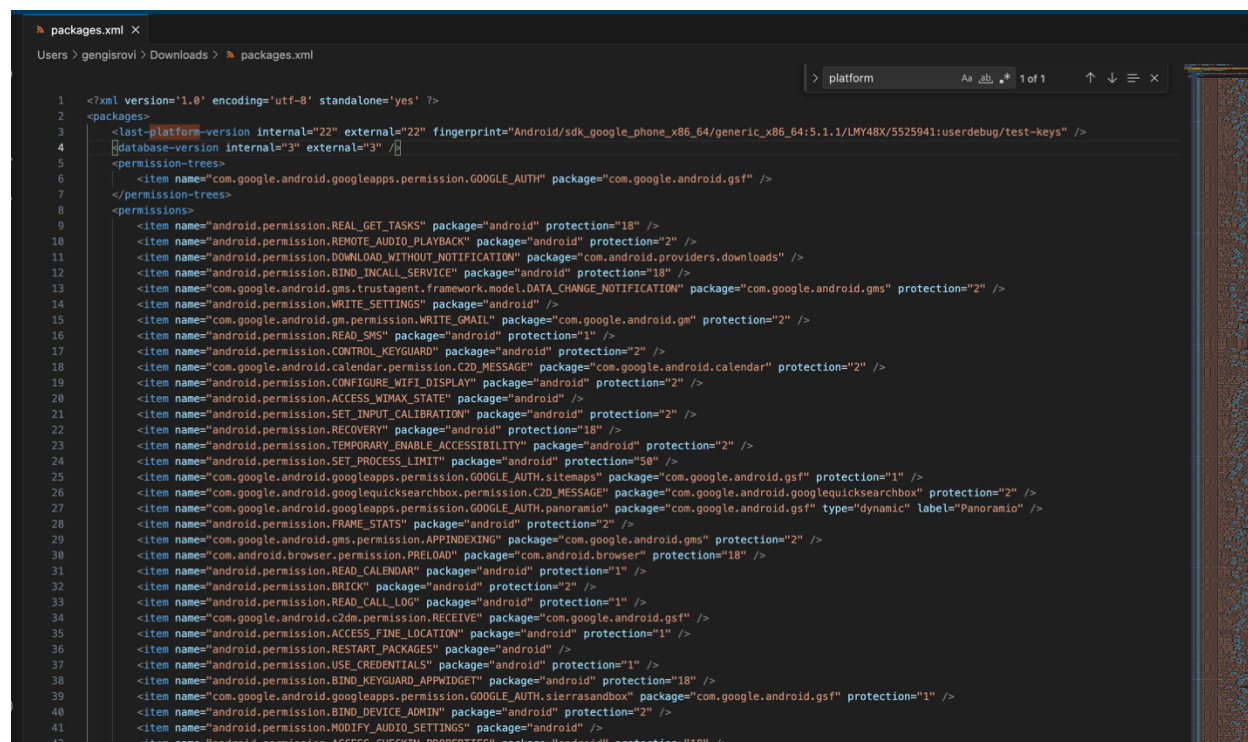 packages.xml ×
Users > gengisrovi > Downloads > packages.xml
platform Aa ab .* 1 of 1
1 <?xml version='1.0' encoding='utf-8' standalone='yes' ?>
2 <packages>
3 <last-platform-version internal="22" external="22" fingerprint="Android/sdk_google_phone_x86_64/generic_x86_64:5.1.1/LMY48X/5525941:userdebug/test-keys" />
4 <database-version internal="3" external="3" />
5 <permission-trees>
6 <item name="com.google.android.googleapps.permission.GOOGLE_AUTH" package="com.google.android.gsf" />
7 </permission-trees>
8 <permissions>
9 <item name="android.permission.REAL_GET_TASKS" package="android" protection="18" />
10 <item name="android.permission.REMOTE_AUDIO_PLAYBACK" package="android" protection="2" />
11 <item name="android.permission.DOWNLOAD_WITHOUT_NOTIFICATION" package="com.android.providers.downloads" />
12 <item name="android.permission.BIND_INCALL_SERVICE" package="android" protection="18" />
13 <item name="com.google.android.gms.trustagent.framework.model.DATA_CHANGE_NOTIFICATION" package="com.google.android.gms" protection="2" />
14 <item name="android.permission.WRITE_SETTINGS" package="android" />
15 <item name="com.google.android.gm.permission.WRITE_GMAIL" package="com.google.android.gm" protection="2" />
16 <item name="android.permission.READ_SMS" package="android" protection="1" />
17 <item name="android.permission.CONTROL_KEYGUARD" package="android" protection="2" />
18 <item name="com.google.android.calendar.permission.C2D_MESSAGE" package="com.google.android.calendar" protection="2" />
19 <item name="android.permission.CONFIGURE_WIFI_DISPLAY" package="android" protection="2" />
20 <item name="android.permission.ACCESS_WIMAX_STATE" package="android" />
21 <item name="android.permission.SET_INPUT_CALIBRATION" package="android" protection="2" />
22 <item name="android.permission.RECOVERY" package="android" protection="18" />
23 <item name="android.permission.TEMPORARY_ENABLE_ACCESSIBILITY" package="android" protection="2" />
24 <item name="android.permission.SET_PROCESS_LIMIT" package="android" protection="50" />
25 <item name="com.google.android.googleapps.permission.GOOGLE_AUTH.sitemaps" package="com.google.android.gsf" protection="1" />
26 <item name="com.google.android.googlequicksearchbox.permission.C2D_MESSAGE" package="com.google.android.googlequicksearchbox" protection="2" />
27 <item name="com.google.android.googleapps.permission.GOOGLE_AUTH.panoramio" package="com.google.android.gsf" type="dynamic" label="Panoramio" />
28 <item name="android.permission.FRAME_STATS" package="android" protection="2" />
29 <item name="com.google.android.gms.permission.APPINDEXING" package="com.google.android.gms" protection="2" />
30 <item name="com.android.browser.permission.PRELOAD" package="com.android.browser" protection="18" />
31 <item name="android.permission.READ_CALENDAR" package="android" protection="1" />
32 <item name="android.permission.BRICK" package="android" protection="2" />
33 <item name="android.permission.READ_CALL_LOG" package="android" protection="1" />
34 <item name="com.google.android.c2dm.permission.RECEIVE" package="com.google.android.gsf" />
35 <item name="android.permission.ACCESS_FINE_LOCATION" package="android" protection="1" />
36 <item name="android.permission.RESTART_PACKAGES" package="android" />
37 <item name="android.permission.USE_CREDENTIALS" package="android" protection="1" />
38 <item name="android.permission.BIND_KEYGUARD_APPWIDGET" package="android" protection="18" />
39 <item name="com.google.android.googleapps.permission.GOOGLE_AUTH.sierrasandbox" package="com.google.android.gsf" protection="1" />
40 <item name="android.permission.BIND_DEVICE_ADMIN" package="android" protection="2" />
41 <item name="android.permission.MODIFY_AUDIO_SETTINGS" package="android" />